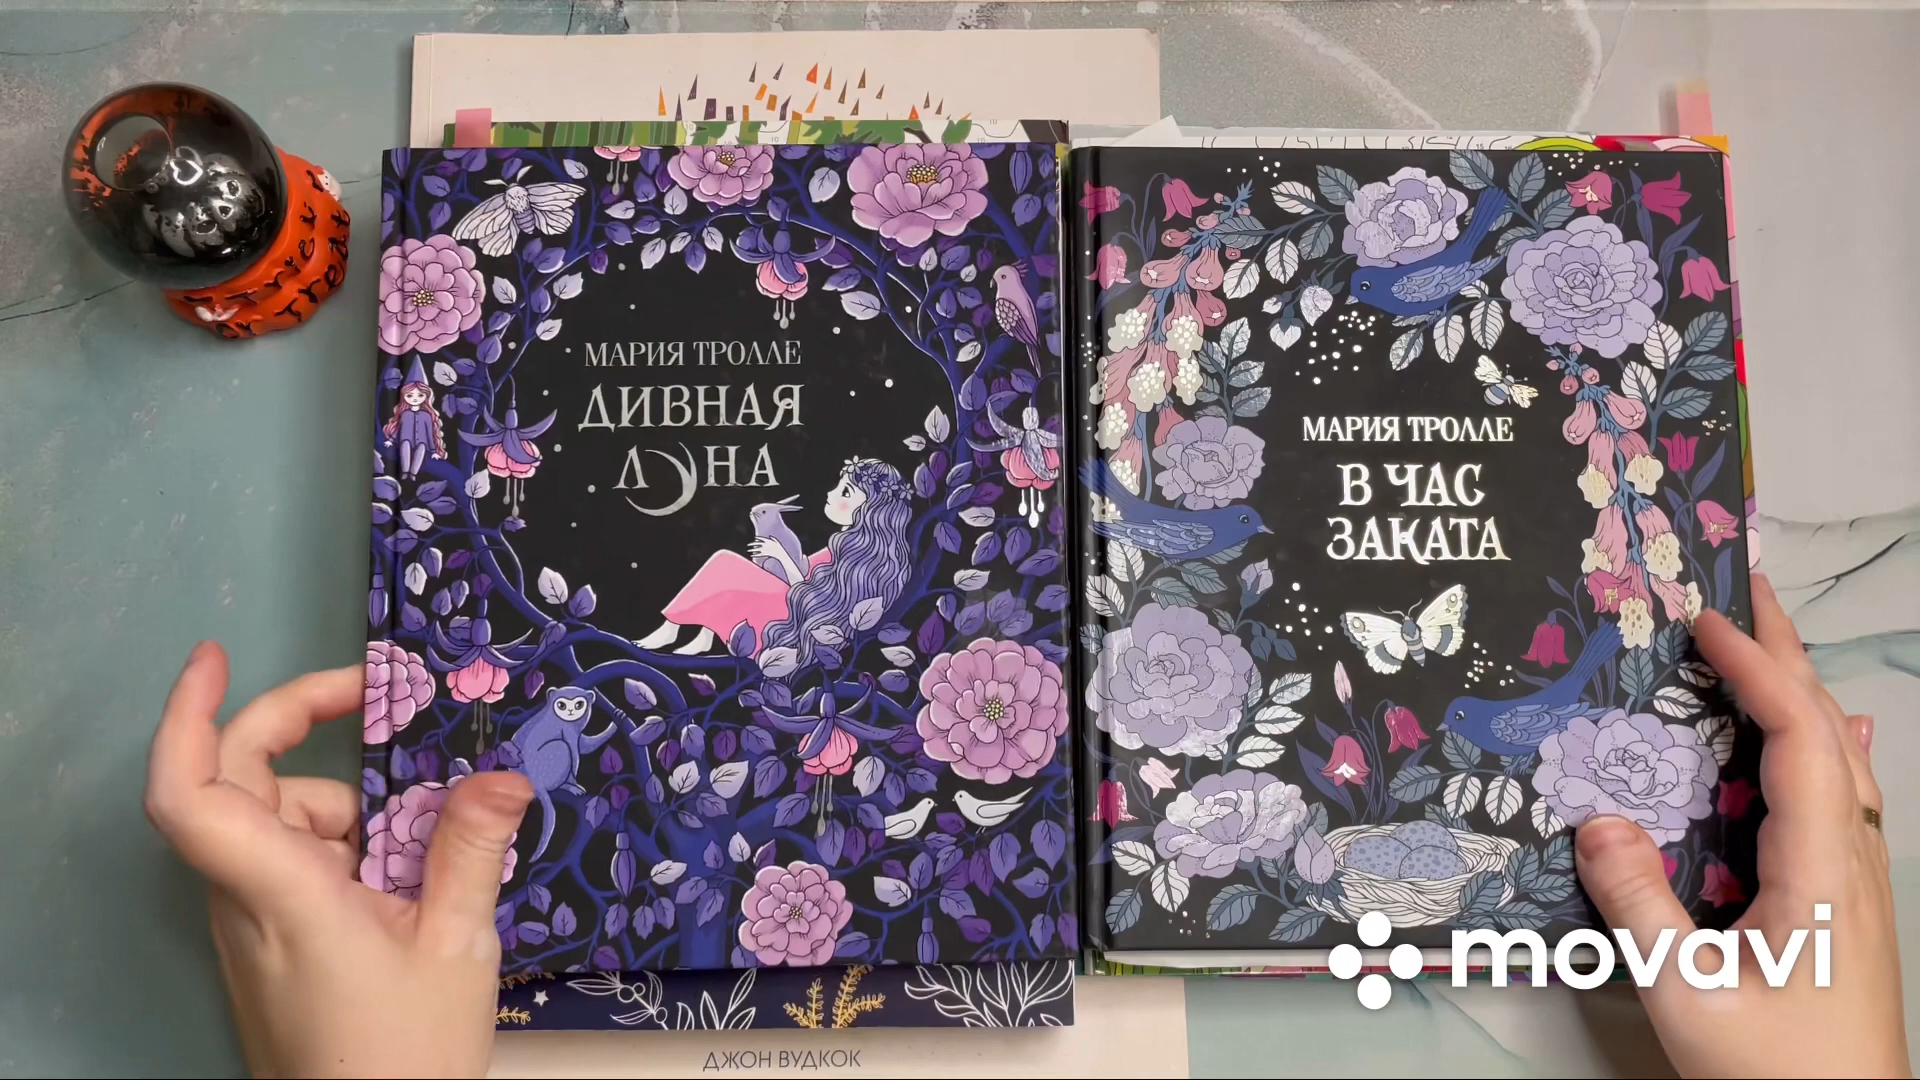 МАРИЯ ТРОЛЛЕ
ДИВНАЯ
ЛУНА
МАРИЯ ТРОЛЛЕ
В ЧАС
ЗАКАТА
movavi
ДЖОН ВУДКОК